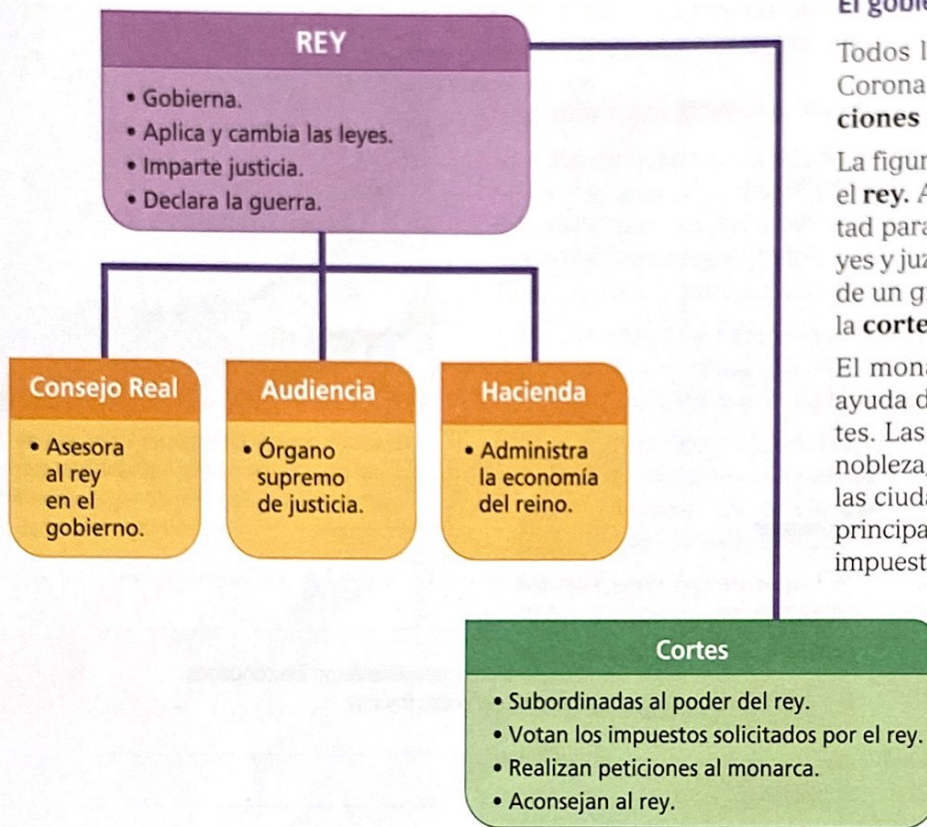 REY
• Gobierna.
• Aplica y cambia las leyes.
• Imparte justicia.
• Declara la guerra.
Consejo Real
• Asesora
al rey
en el
gobierno.
Audiencia
• Órgano
supremo
de justicia.
Hacienda
• Administra
la economía
del reino.
Cortes
• Subordinadas al poder del rey.
• Votan los impuestos solicitados por el rey.
• Realizan peticiones al monarca.
• Aconsejan al rey.
El gobie
Todos l
Corona
ciones
La figur
el rey. A
tad para
yes y juz
de un g
la corte
El mona
ayuda d
tes. Las
nobleza,
las ciuda
principa
impuest